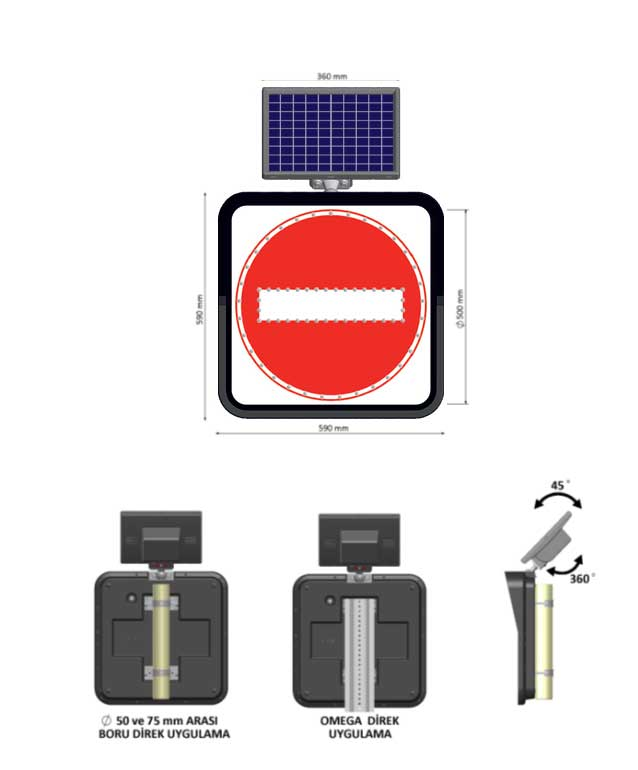 360 mm
590 mm
∅ 500 mm
590 mm
45°
360°
∅ 50 ve 75 mm ARASI
BORU DİREK UYGULAMA
OMEGA DİREK
UYGULAMA